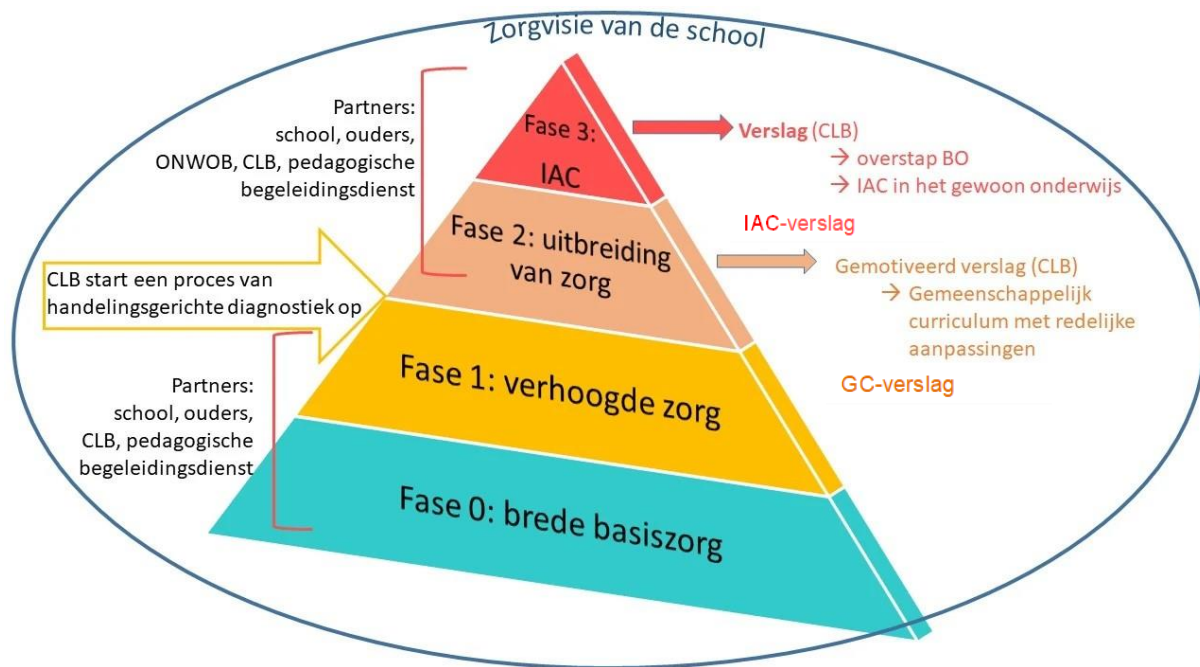 Zorgvisie van de school
Partners:
school, ouders,
ONWOB, CLB, pedagogische
begeleidingsdienst
Fase 3:
IAC
Verslag (CLB)
→ overstap BO
→ IAC in het gewoon onderwijs
IAC-verslag
Fase 2: uitbreiding
van zorg
Gemotiveerd verslag (CLB)
→ Gemeenschappelijk
curriculum met redelijke
aanpassingen
GC-verslag
CLB start een proces van
handelingsgerichte diagnostiek op
Fase 1: verhoogde zorg
Partners:
school, ouders,
CLB, pedagogische
begeleidingsdienst
Fase 0: brede basiszorg